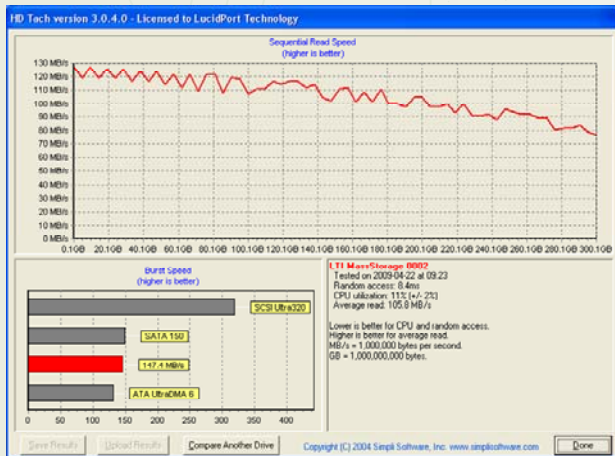 HD Tach version 3.0.4.0 - Licensed to LucidPort Technology
Sequential Read Speed
(higher is better)
130 MB/s
120 MB/s
110 MB/s
100 MB/s
90 MB/s
80 MB/s
70 MB/s
60 MB/s
50 MB/s
40 MB/s
30 MB/s
20 MB/s
10 MB/s
0 MB/s
0.1GB 20.1GB 40.1GB 60.1GB 80.1GB 100.1GB 120.1GB 140.1GB 160.1GB 180.1GB 200.1GB 220.1GB 240.1GB 260.1GB 280.1GB 300.1GB
Burst Speed
(higher is better)
SCSI Ultra320
SATA 150
147.4 MB/s
ATA UltraDMA 6
0 50 100 150 200 250 300 350 400
LTI MassStorage 0002
Tested on 2009-04-22 at 09:23
Random access: 8.4ms
CPU utilization: 11% (+/- 2%)
Average read: 105.8 MB/s
Lower is better for CPU and random access.
Higher is better for average read.
MB/s = 1,000,000 bytes per second.
GB = 1,000,000,000 bytes.
Save Results Upload Results Compare Another Drive Copyright (C) 2004 Simpli Software, Inc. www.simplisoftware.com Done